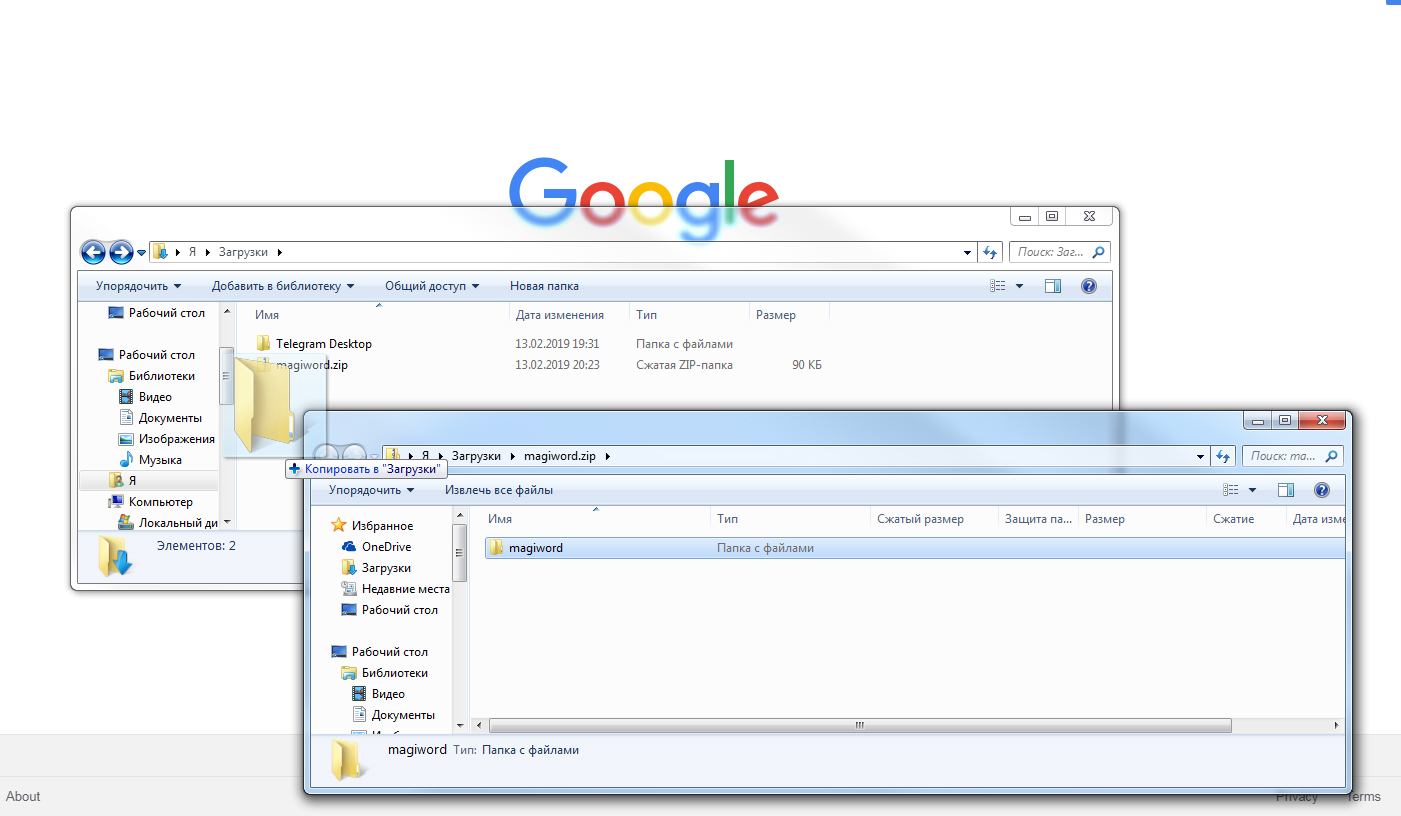 Google
Я Загрузки
Поиск: Заг...
Упорядочить Добавить в библиотеку Общий доступ Новая папка
Рабочий стол
Рабочий стол
Библиотеки
Видео
Документы
Изображения
Музыка
Я
Компьютер
Локальный ди
Имя Дата изменения Тип Размер
Telegram Desktop 13.02.2019 19:31 Папка с файлами
magiword.zip 13.02.2019 20:23 Сжатая ZIP-папка 90 КБ
Элементов: 2
Копировать в "Загрузки"
Я Загрузки magiword.zip
Поиск: ma...
Упорядочить Извлечь все файлы
Избранное
OneDrive
Загрузки
Недавние места
Рабочий стол
Рабочий стол
Библиотеки
Видео
Документы
Имя Тип Сжатый размер Защита па... Размер Сжатие Дата изме
magiword Папка с файлами
magiword Тип: Папка с файлами
About
Privacy Terms